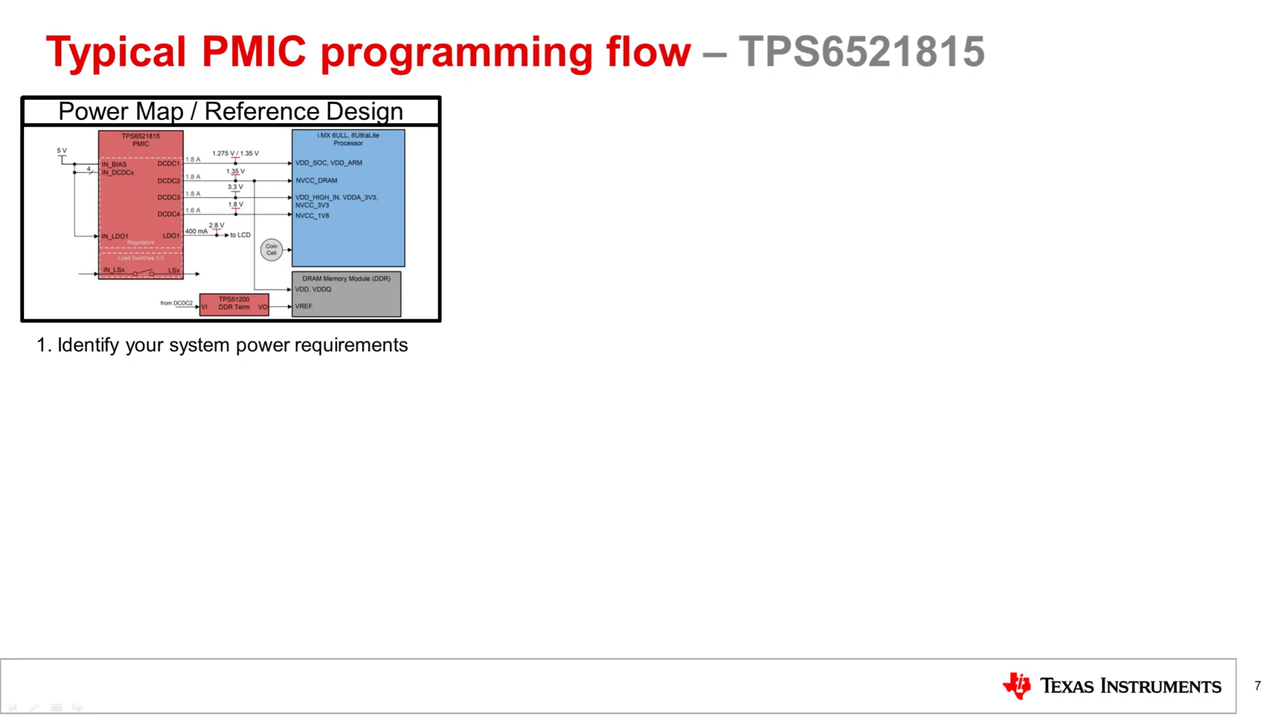 Typical PMIC programming flow – TPS6521815
Power Map / Reference Design
TPS6521815
PMIC
i.MX 6ULL, 6UltraLite
Processor
5 V
IN_BIAS
4
IN_DCDCx
DCDC1
1.8 A
1.275 V / 1.35 V
VDD_SOC, VDD_ARM
DCDC2
1.8 A
1.35 V
NVCC_DRAM
DCDC3
1.8 A
3.3 V
VDD_HIGH_IN, VDDA_3V3,
NVCC_3V3
DCDC4
1.6 A
1.8 V
NVCC_1V8
IN_LDO1
LDO1
400 mA
2.8 V
to LCD
Regulators
Coin
Cell
Load Switches 1-3
IN_LSx
LSx
DRAM Memory Module (DDR)
VDD, VDDQ
from DCDC2
TPS51200
VI
DDR Term
VO
VREF
1. Identify your system power requirements
TEXAS INSTRUMENTS
7